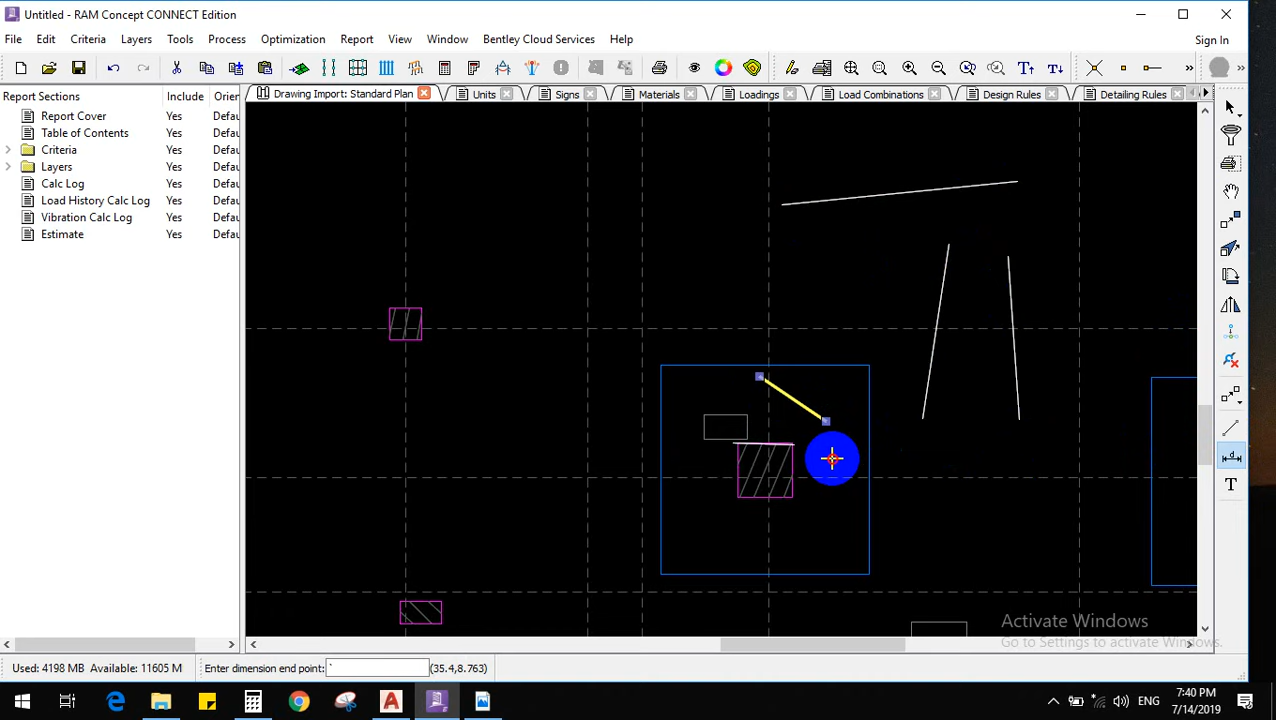 Untitled - RAM Concept CONNECT Edition
File Edit Criteria Layers Tools Process Optimization Report View Window Bentley Cloud Services Help
Sign In
Report Sections Include Orier
Drawing Import: Standard Plan Units Signs Materials Loadings Load Combinations Design Rules Detailing Rules
Report Cover Yes Defau
Table of Contents Yes Defau
Criteria Yes Defau
Layers Yes Defau
Calc Log Yes Defau
Load History Calc Log Yes Defau
Vibration Calc Log Yes Defau
Estimate Yes Defau
d
T
Activate Windows
Go to Settings to activate Windows.
Used: 4198 MB Available: 11605 M Enter dimension end point: ` (35.4,8.763)
ENG
7:40 PM
7/14/2019